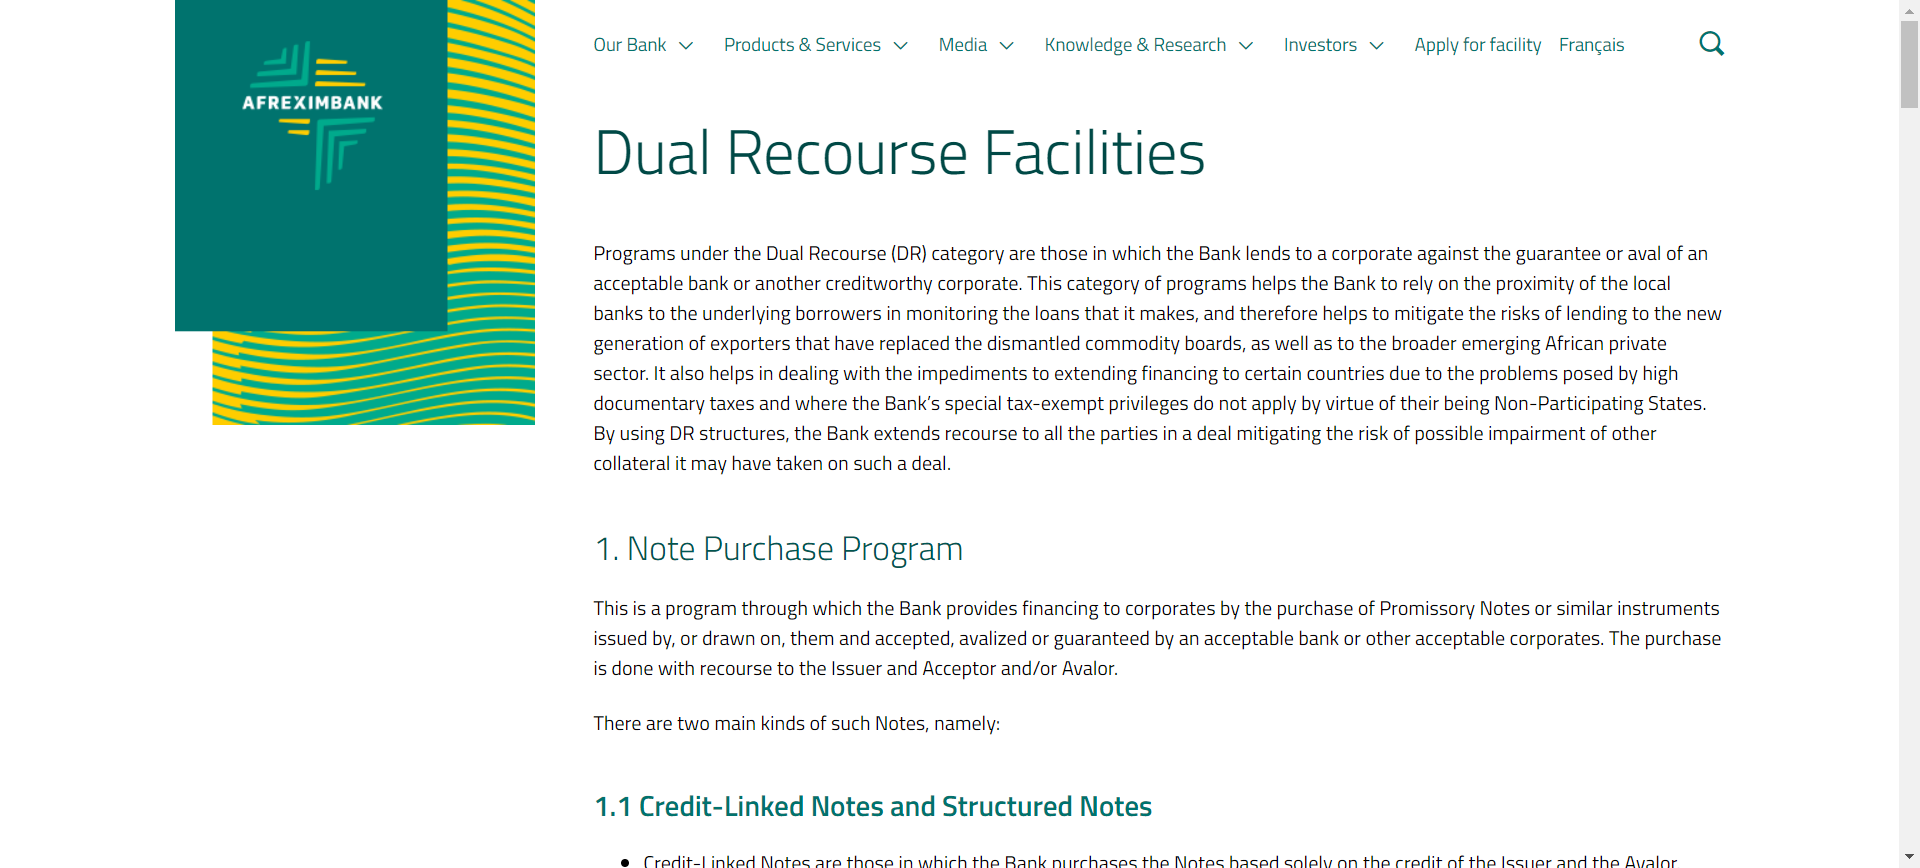 AFREXIMBANK
Our Bank
Products & Services
Media
Knowledge & Research
Investors
Apply for facility
Français
Dual Recourse Facilities
Programs under the Dual Recourse (DR) category are those in which the Bank lends to a corporate against the guarantee or aval of an
acceptable bank or another creditworthy corporate. This category of programs helps the Bank to rely on the proximity of the local
banks to the underlying borrowers in monitoring the loans that it makes, and therefore helps to mitigate the risks of lending to the new
generation of exporters that have replaced the dismantled commodity boards, as well as to the broader emerging African private
sector. It also helps in dealing with the impediments to extending financing to certain countries due to the problems posed by high
documentary taxes and where the Bank’s special tax-exempt privileges do not apply by virtue of their being Non-Participating States.
By using DR structures, the Bank extends recourse to all the parties in a deal mitigating the risk of possible impairment of other
collateral it may have taken on such a deal.
1. Note Purchase Program
This is a program through which the Bank provides financing to corporates by the purchase of Promissory Notes or similar instruments
issued by, or drawn on, them and accepted, avalized or guaranteed by an acceptable bank or other acceptable corporates. The purchase
is done with recourse to the Issuer and Acceptor and/or Avalor.
There are two main kinds of such Notes, namely:
1.1 Credit-Linked Notes and Structured Notes
Credit-Linked Notes are those in which the Bank purchases the Notes based solely on the credit of the Issuer and the Avalor